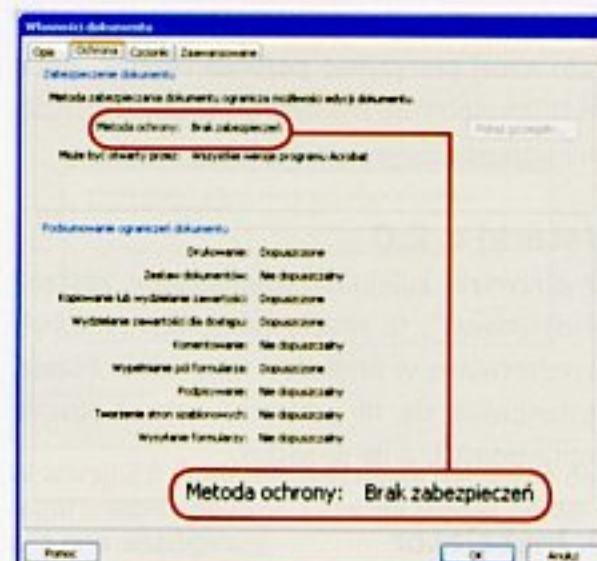 Własności dokumentu
Opis Ochrona Czcionki Zaawansowane
Zabezpieczenie dokumentu
Metoda zabezpieczania dokumentu ogranicza możliwości edycji dokumentu.
Metoda ochrony: Brak zabezpieczeń
Pokaż szczegóły...
Może być otwarty przez: Wszystkie wersje programu Acrobat
Podsumowanie ograniczeń dokumentu
Drukowanie: Dopuszczone
Zestaw dokumentów: Nie dopuszczalny
Kopiowanie lub wydzielanie zawartości: Dopuszczone
Wydzielanie zawartości dla dostępu: Dopuszczone
Komentowanie: Nie dopuszczalny
Wypełnianie pól formularza: Dopuszczone
Podpisywanie: Nie dopuszczalny
Tworzenie stron szablonowych: Nie dopuszczalny
Wysyłanie formularzy: Nie dopuszczalny
Metoda ochrony: Brak zabezpieczeń
Pomoc OK Anuluj